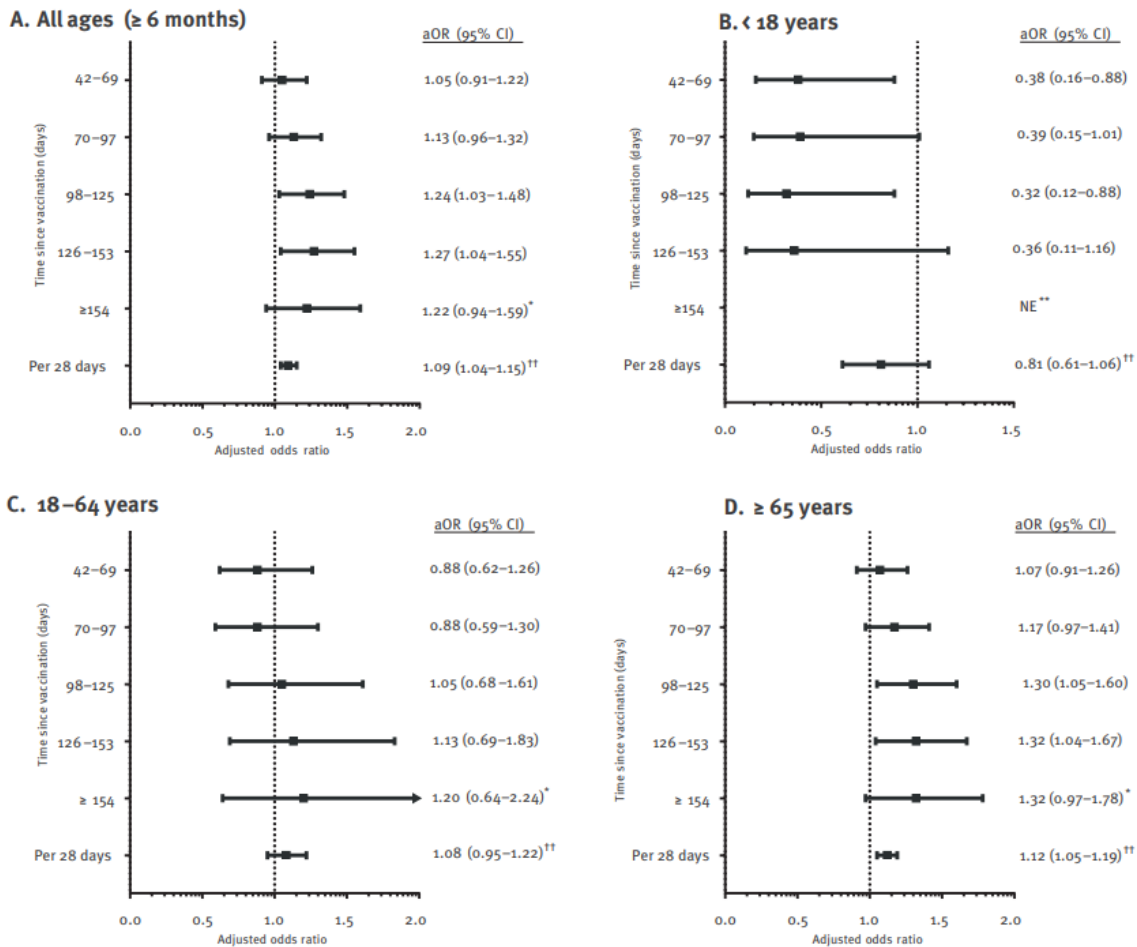 A. All ages (≥ 6 months)
aOR (95% CI)
Time since vaccination (days)
42–69 1.05 (0.91–1.22)
70–97 1.13 (0.96–1.32)
98–125 1.24 (1.03–1.48)
126–153 1.27 (1.04–1.55)
≥154 1.22 (0.94–1.59)*
Per 28 days 1.09 (1.04–1.15)††
0.0 0.5 1.0 1.5 2.0
Adjusted odds ratio
B. < 18 years
aOR (95% CI)
Time since vaccination (days)
42–69 0.38 (0.16–0.88)
70–97 0.39 (0.15–1.01)
98–125 0.32 (0.12–0.88)
126–153 0.36 (0.11–1.16)
≥154 NE**
Per 28 days 0.81 (0.61–1.06)††
0.0 0.5 1.0 1.5
Adjusted odds ratio
C. 18–64 years
aOR (95% CI)
Time since vaccination (days)
42–69 0.88 (0.62–1.26)
70–97 0.88 (0.59–1.30)
98–125 1.05 (0.68–1.61)
126–153 1.13 (0.69–1.83)
≥ 154 1.20 (0.64–2.24)*
Per 28 days 1.08 (0.95–1.22)††
0.0 0.5 1.0 1.5 2.0
Adjusted odds ratio
D. ≥ 65 years
aOR (95% CI)
Time since vaccination (days)
42–69 1.07 (0.91–1.26)
70–97 1.17 (0.97–1.41)
98–125 1.30 (1.05–1.60)
126–153 1.32 (1.04–1.67)
≥ 154 1.32 (0.97–1.78)*
Per 28 days 1.12 (1.05–1.19)††
0.0 0.5 1.0 1.5 2.0
Adjusted odds ratio